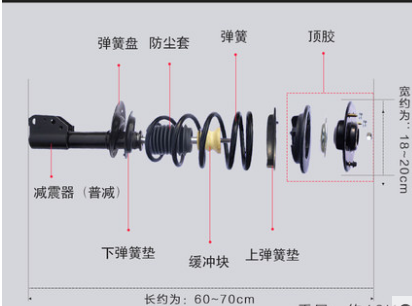 弹簧盘 防尘套 弹簧 顶胶
宽约为：18~20cm
减震器（普减）
下弹簧垫 缓冲块 上弹簧垫
长约为：60~70cm